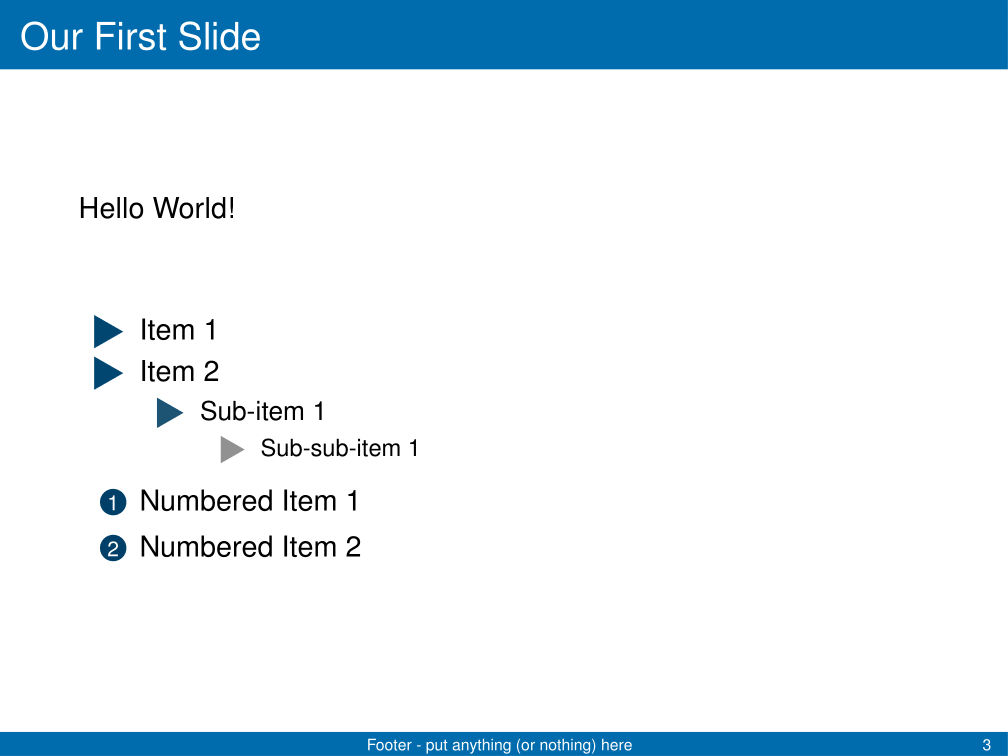 Our First Slide
Hello World!
Item 1
Item 2
Sub-item 1
Sub-sub-item 1
1 Numbered Item 1
2 Numbered Item 2
Footer - put anything (or nothing) here 3